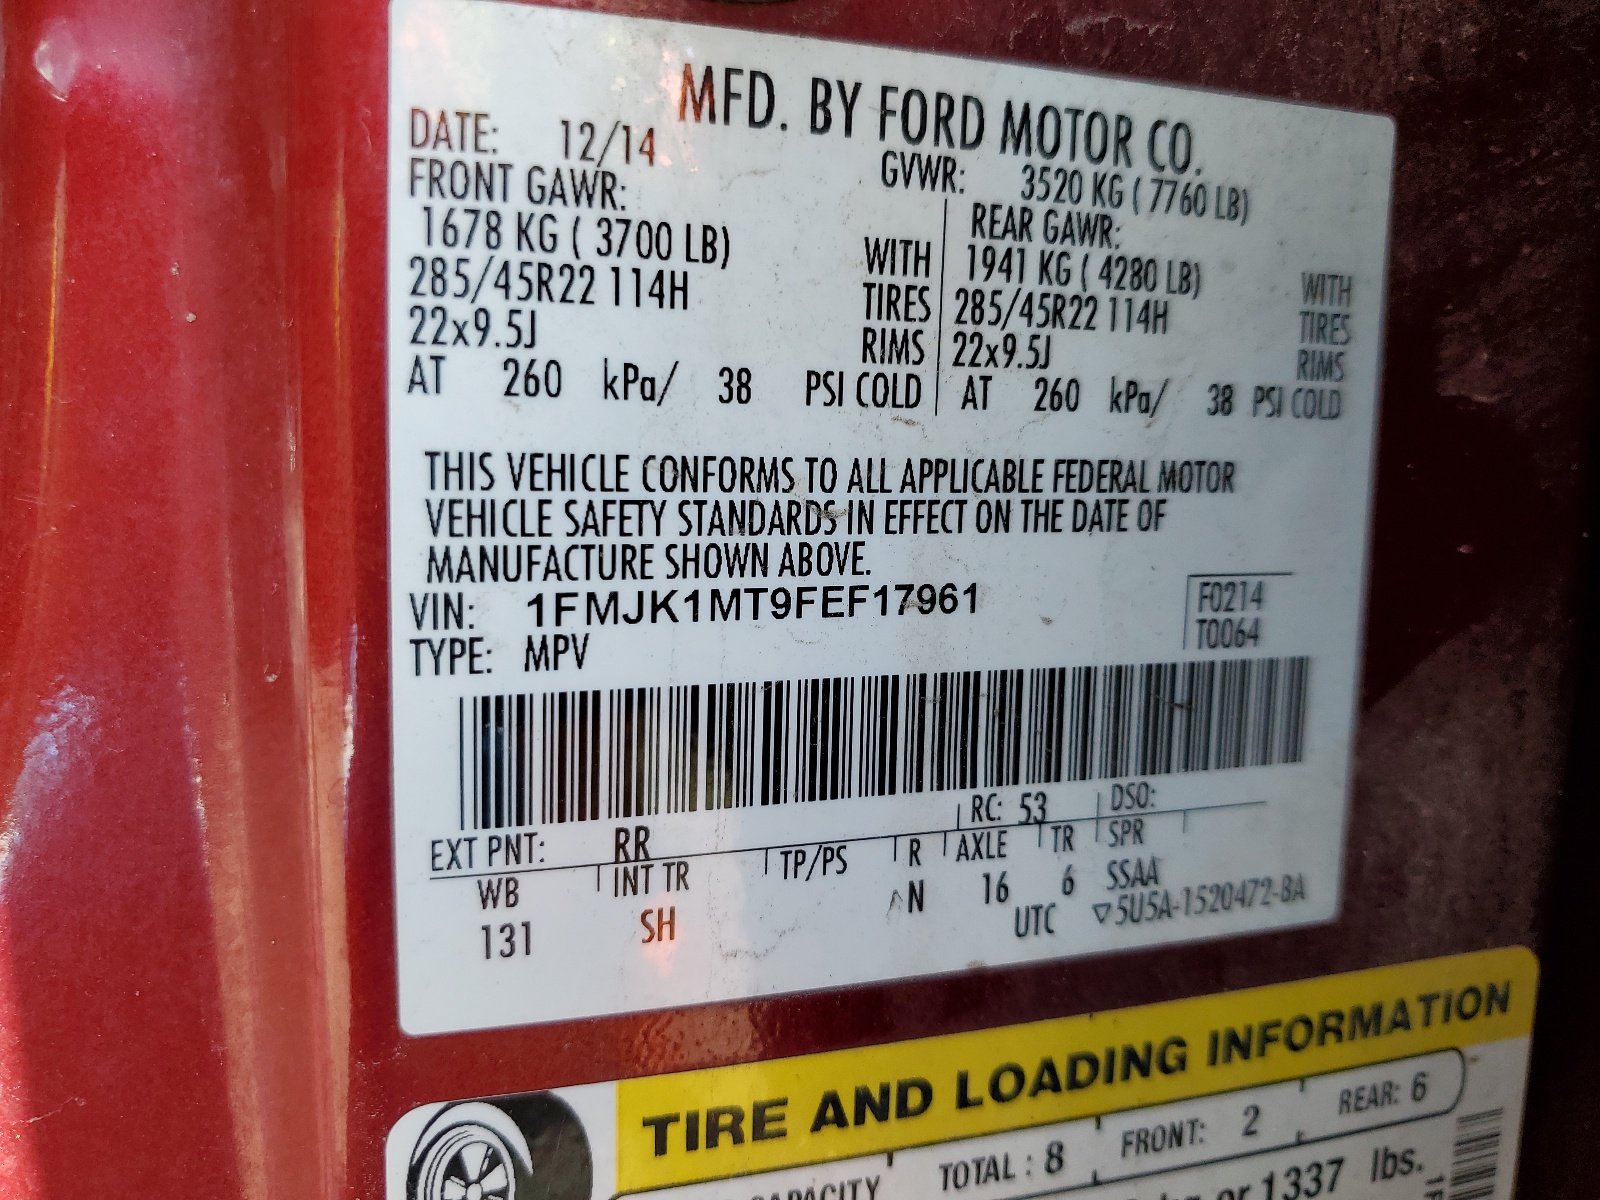 MFD. BY FORD MOTOR CO.
DATE: 12/14 GVWR: 3520 KG ( 7760 LB)
FRONT GAWR: REAR GAWR:
1678 KG ( 3700 LB) WITH 1941 KG ( 4280 LB) WITH
285/45R22 114H TIRES 285/45R22 114H TIRES
22x9.5J RIMS 22x9.5J RIMS
AT 260 kPa/ 38 PSI COLD AT 260 kPa/ 38 PSI COLD
THIS VEHICLE CONFORMS TO ALL APPLICABLE FEDERAL MOTOR
VEHICLE SAFETY STANDARDS IN EFFECT ON THE DATE OF
MANUFACTURE SHOWN ABOVE.
VIN: 1FMJK1MT9FEF17961 F0214
TYPE: MPV T0064
EXT PNT: RR RC: 53 DSO:
WB INT TR TP/PS R AXLE TR SPR
131 SH N 16 6 SSAA
UTC ▽5U5A-1520472-BA
TIRE AND LOADING INFORMATION
CAPACITY TOTAL : 8 FRONT: 2 REAR: 6
or 1337 lbs.